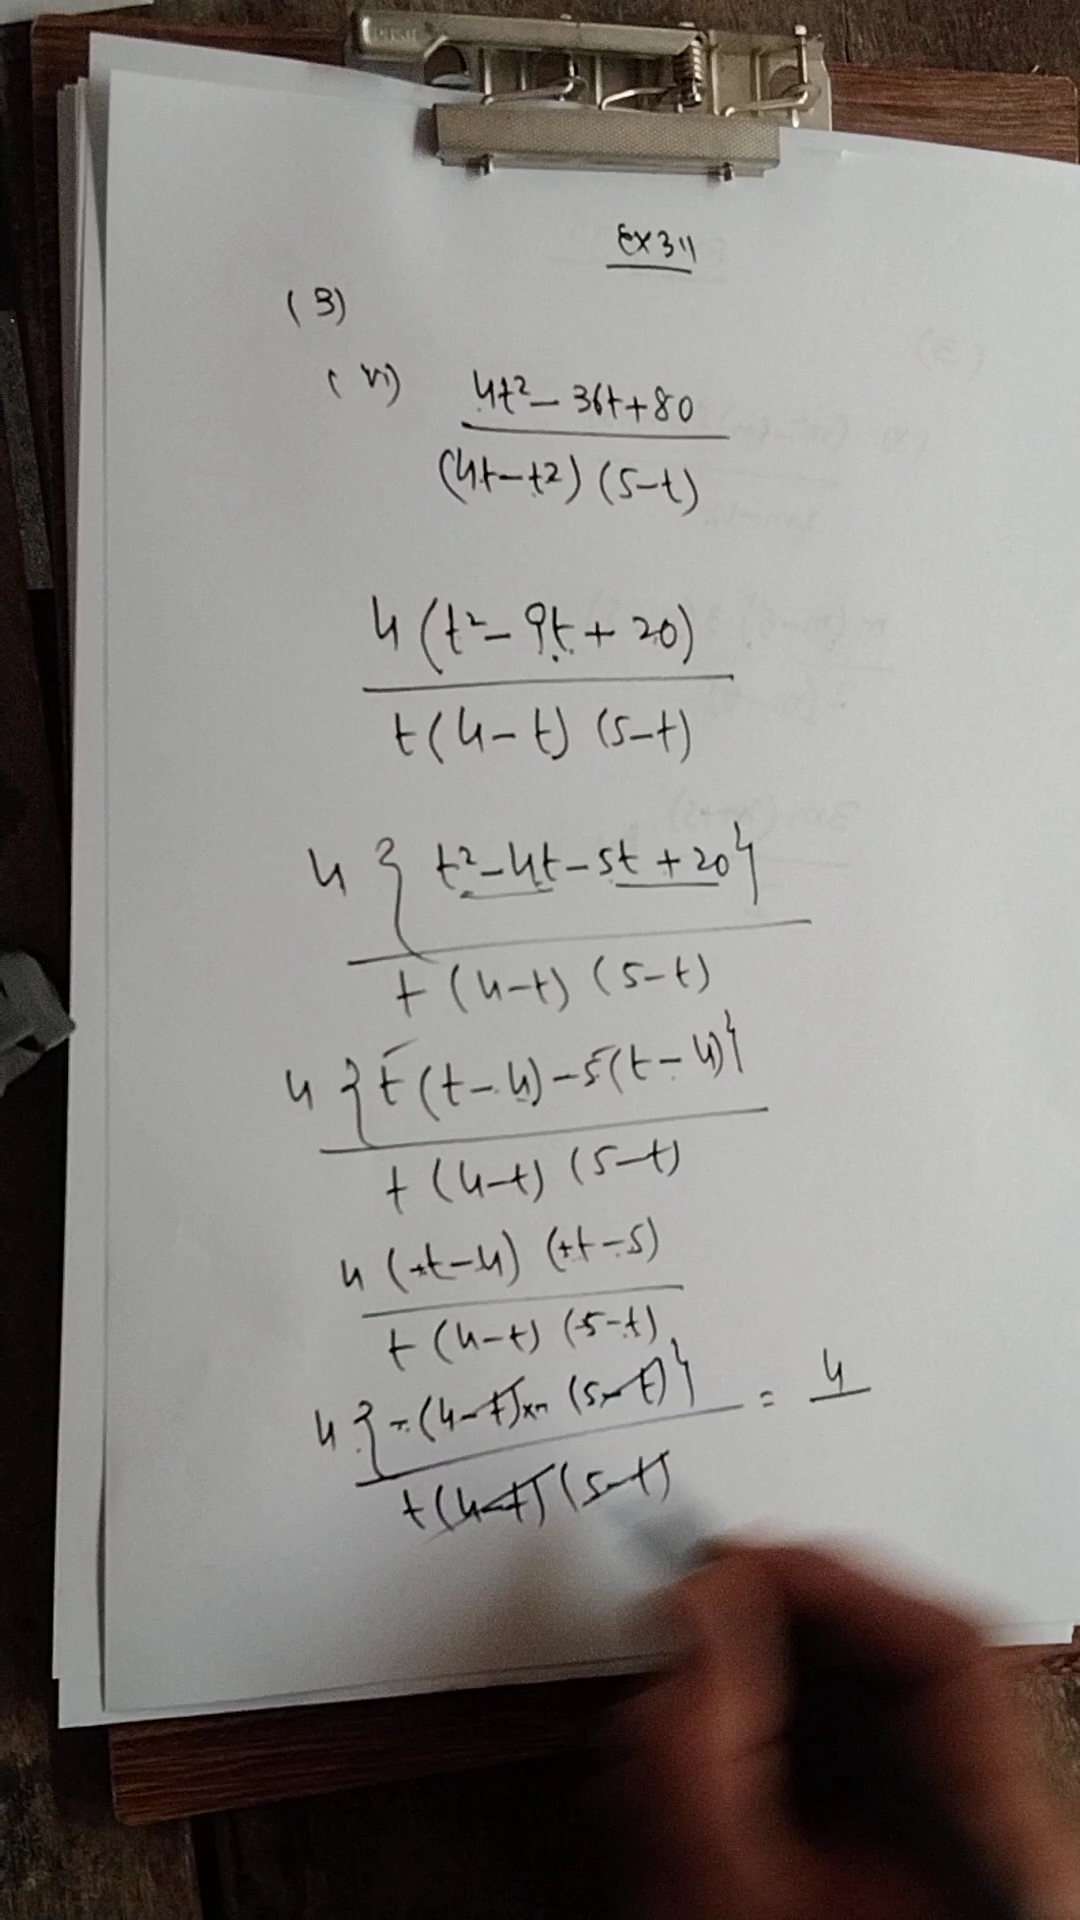 Ex 3.11
(3)
(vi) 4t² - 36t + 80
(4t - t²) (5-t)
4 (t² - 9t + 20)
t (4 - t) (5-t)
4 { t² - 4t - 5t + 20 }
t (4-t) (5-t)
4 { t (t - 4) - 5 (t - 4) }
t (4-t) (5-t)
4 (+t-4) (+t-5)
t (4-t) (5-t)
4 { - (4-t) x - (5-t) } = 4
t (4-t) (5-t)